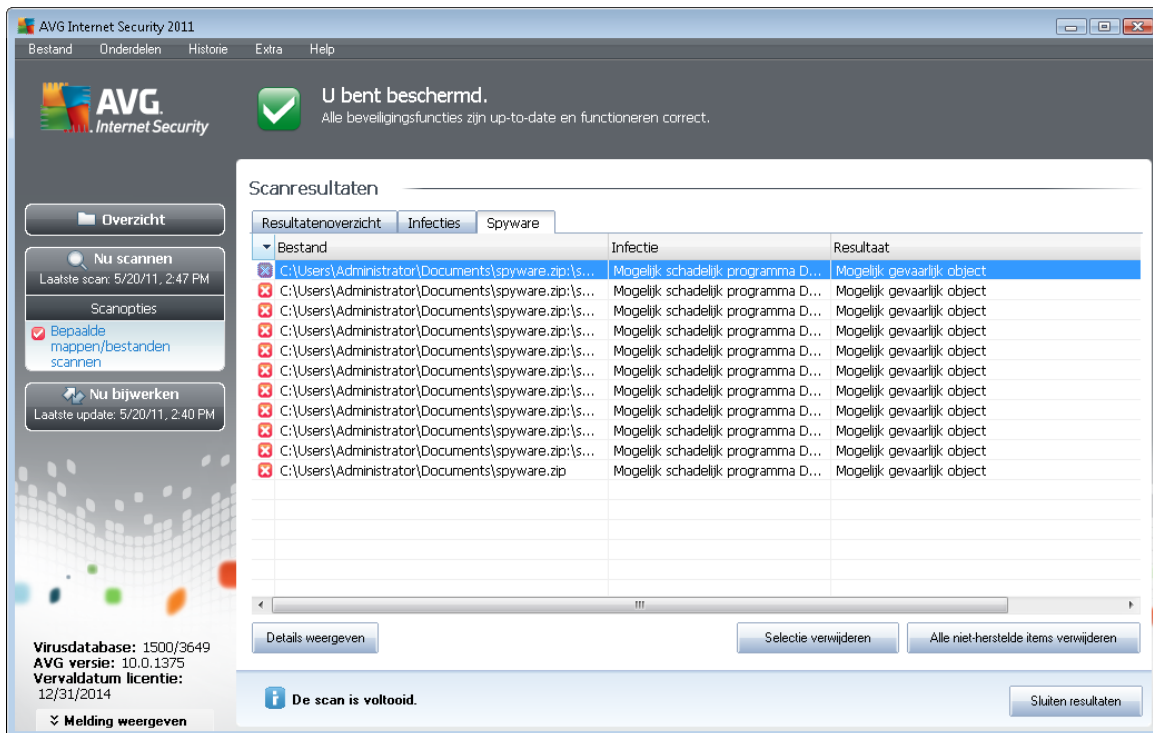 AVG Internet Security 2011
Bestand Onderdelen Historie Extra Help
AVG.
Internet Security
U bent beschermd.
Alle beveiligingsfuncties zijn up-to-date en functioneren correct.
Overzicht
Nu scannen
Laatste scan: 5/20/11, 2:47 PM
Scanopties
Bepaalde
mappen/bestanden
scannen
Nu bijwerken
Laatste update: 5/20/11, 2:40 PM
Virusdatabase: 1500/3649
AVG versie: 10.0.1375
Vervaldatum licentie:
12/31/2014
Melding weergeven
Scanresultaten
Resultatenoverzicht Infecties Spyware
Bestand Infectie Resultaat
C:\Users\Administrator\Documents\spyware.zip:\s... Mogelijk schadelijk programma D... Mogelijk gevaarlijk object
C:\Users\Administrator\Documents\spyware.zip:\s... Mogelijk schadelijk programma D... Mogelijk gevaarlijk object
C:\Users\Administrator\Documents\spyware.zip:\s... Mogelijk schadelijk programma D... Mogelijk gevaarlijk object
C:\Users\Administrator\Documents\spyware.zip:\s... Mogelijk schadelijk programma D... Mogelijk gevaarlijk object
C:\Users\Administrator\Documents\spyware.zip:\s... Mogelijk schadelijk programma D... Mogelijk gevaarlijk object
C:\Users\Administrator\Documents\spyware.zip:\s... Mogelijk schadelijk programma D... Mogelijk gevaarlijk object
C:\Users\Administrator\Documents\spyware.zip:\s... Mogelijk schadelijk programma D... Mogelijk gevaarlijk object
C:\Users\Administrator\Documents\spyware.zip:\s... Mogelijk schadelijk programma D... Mogelijk gevaarlijk object
C:\Users\Administrator\Documents\spyware.zip:\s... Mogelijk schadelijk programma D... Mogelijk gevaarlijk object
C:\Users\Administrator\Documents\spyware.zip:\s... Mogelijk schadelijk programma D... Mogelijk gevaarlijk object
C:\Users\Administrator\Documents\spyware.zip Mogelijk schadelijk programma D... Mogelijk gevaarlijk object
Details weergeven Selectie verwijderen Alle niet-herstelde items verwijderen
De scan is voltooid.
Sluiten resultaten